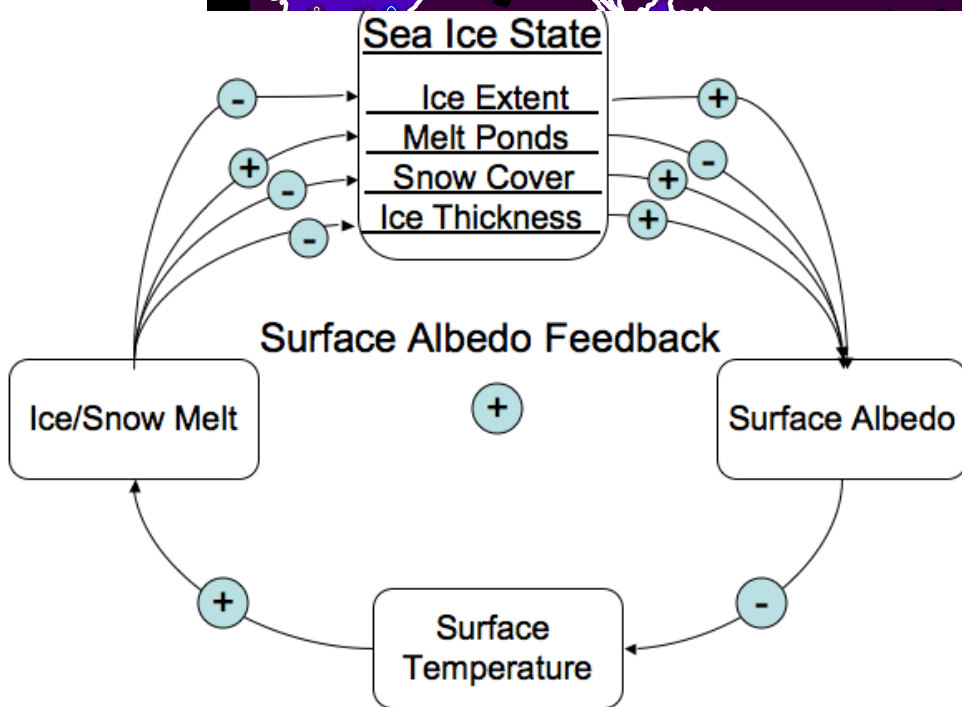 Sea Ice State
-
Ice Extent
+
+
Melt Ponds
-
-
Snow Cover
+
-
Ice Thickness
+
Surface Albedo Feedback
+
Ice/Snow Melt
Surface Albedo
+
-
Surface
Temperature